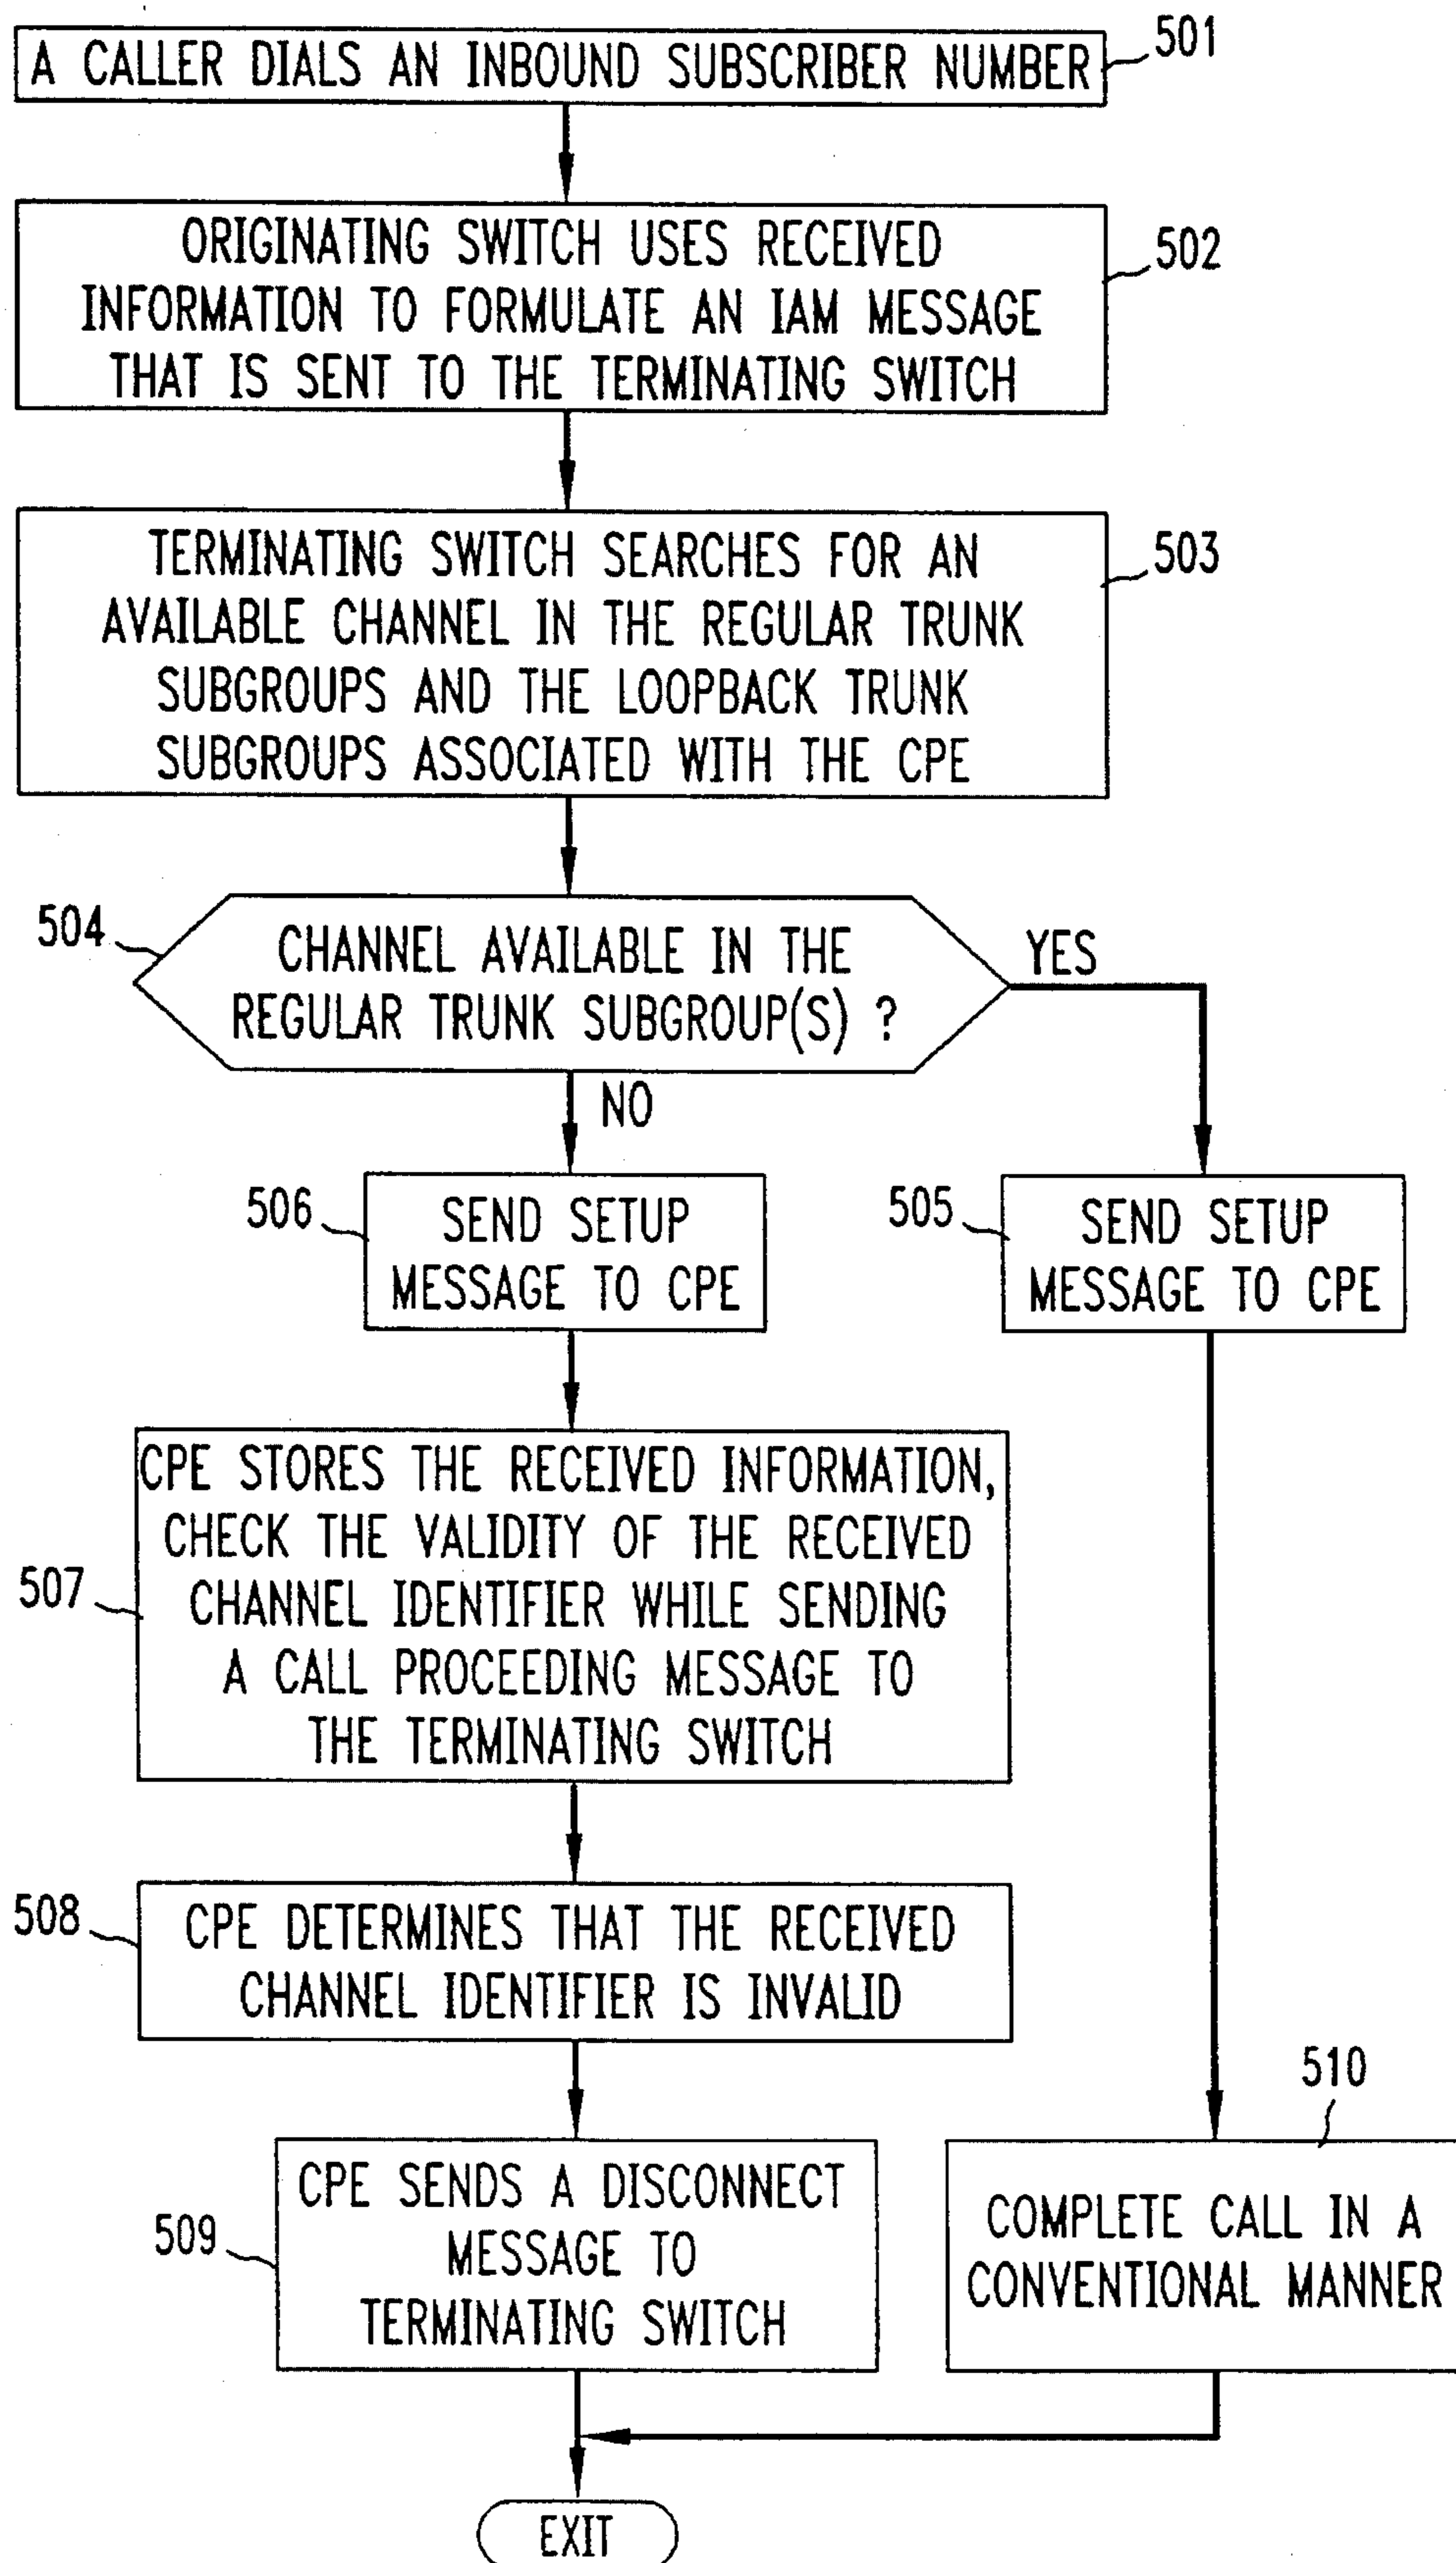 A CALLER DIALS AN INBOUND SUBSCRIBER NUMBER
501
ORIGINATING SWITCH USES RECEIVED
INFORMATION TO FORMULATE AN IAM MESSAGE
THAT IS SENT TO THE TERMINATING SWITCH
502
TERMINATING SWITCH SEARCHES FOR AN
AVAILABLE CHANNEL IN THE REGULAR TRUNK
SUBGROUPS AND THE LOOPBACK TRUNK
SUBGROUPS ASSOCIATED WITH THE CPE
503
504
CHANNEL AVAILABLE IN THE
REGULAR TRUNK SUBGROUP(S) ?
YES
NO
506
SEND SETUP
MESSAGE TO CPE
505
SEND SETUP
MESSAGE TO CPE
507
CPE STORES THE RECEIVED INFORMATION,
CHECK THE VALIDITY OF THE RECEIVED
CHANNEL IDENTIFIER WHILE SENDING
A CALL PROCEEDING MESSAGE TO
THE TERMINATING SWITCH
508
CPE DETERMINES THAT THE RECEIVED
CHANNEL IDENTIFIER IS INVALID
509
CPE SENDS A DISCONNECT
MESSAGE TO
TERMINATING SWITCH
510
COMPLETE CALL IN A
CONVENTIONAL MANNER
EXIT